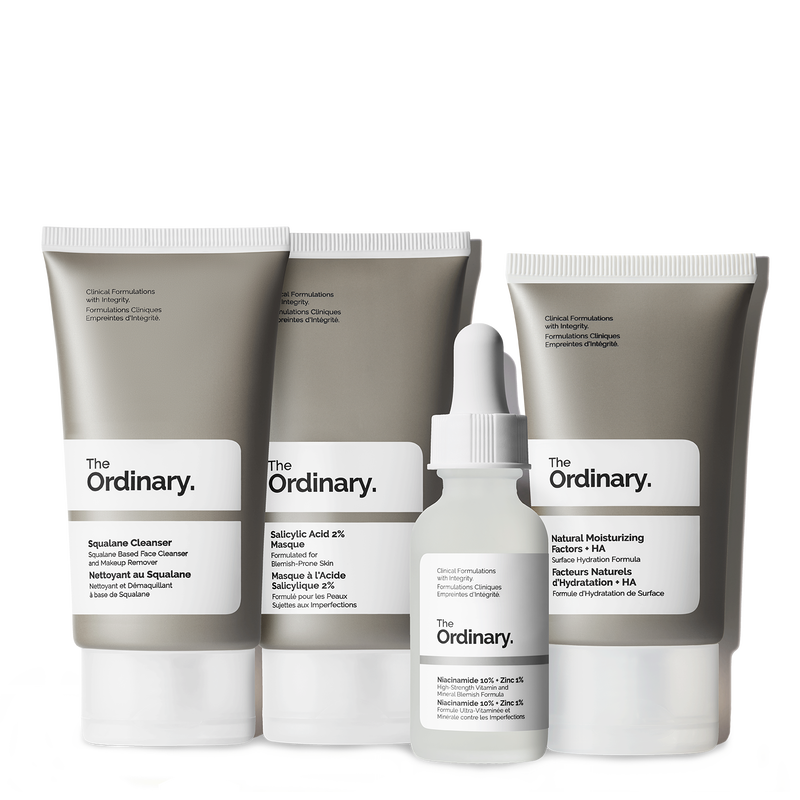 Clinical Formulations
with Integrity.
Formulations Cliniques
Empreintes d'Intégrité.
The
Ordinary.
Squalane Cleanser
Squalane Based Face Cleanser
and Makeup Remover
Nettoyant au Squalane
Nettoyant et Démaquillant
à base de Squalane
al Formulations
tegrity.
ulations Cliniques
reintes d'Intégrité.
The
Ordinary.
Salicylic Acid 2%
Masque
Formulated for
Blemish-Prone Skin
Masque à l'Acide
Salicylique 2%
Formulé pour les Peaux
Sujettes aux Imperfections
Clinical Formulations
with Integrity
Formulations Cliniques
Empreintes d'Intégrité.
The
Ordinary.
Niacinamide 10% + Zinc 1%
High-Strength Vitamin and
Mineral Blemish Formula
Niacinamide 10% + Zinc 1%
Formule Ultra-Vitaminée et
Minérale contre les Imperfections
Clinical Formulations
with Integrity.
Formulations Cliniques
Empreintes d'Intégrité.
The
Ordinary.
Natural Moisturizing
Factors + HA
Surface Hydration Formula
Facteurs Naturels
d'Hydratation + HA
Formule d'Hydratation de Surface